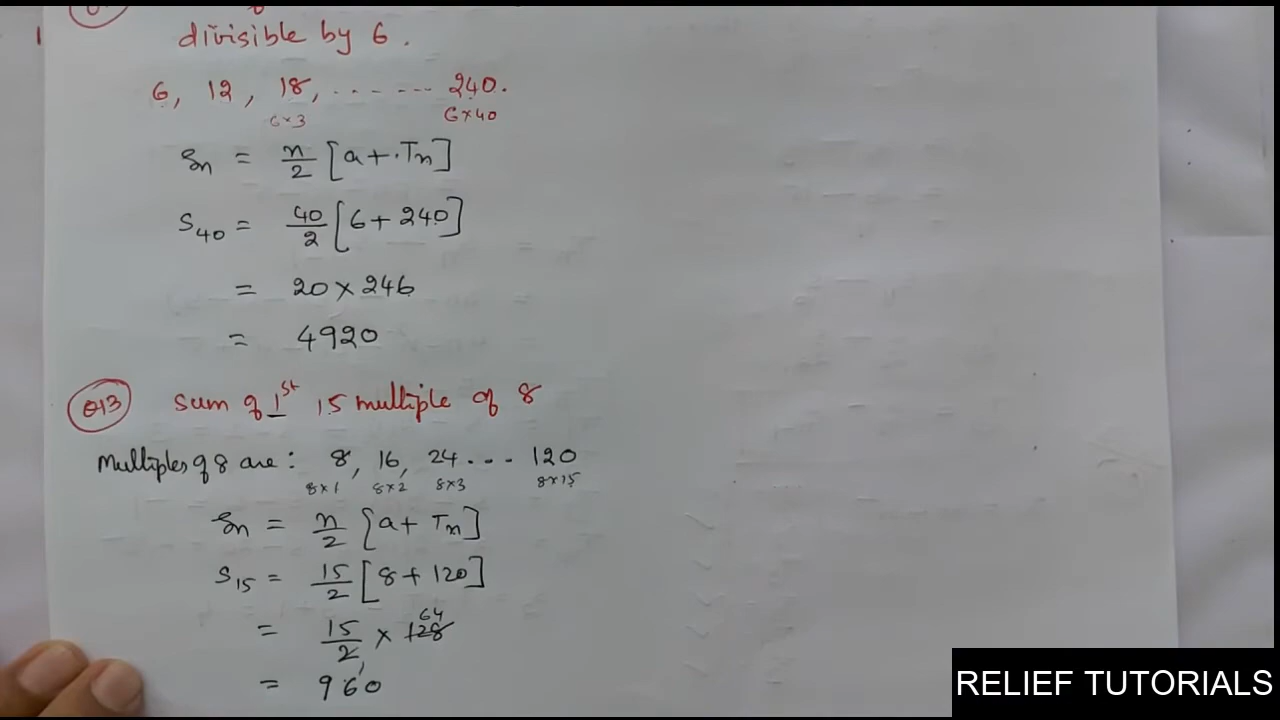 divisible by 6.
6, 12, 18, ........ 240.
6×3 6×40
Sn = n/2 [a + Tn]
S40 = 40/2 [6 + 240]
= 20 × 246
= 4920
Q13 Sum of 1st 15 multiple of 8
Multiples of 8 are: 8, 16, 24 ... 120
8×1 8×2 8×3 8×15
Sn = n/2 [a + Tn]
S15 = 15/2 [8 + 120]
64
= 15/2 × 128
= 960
RELIEF TUTORIALS